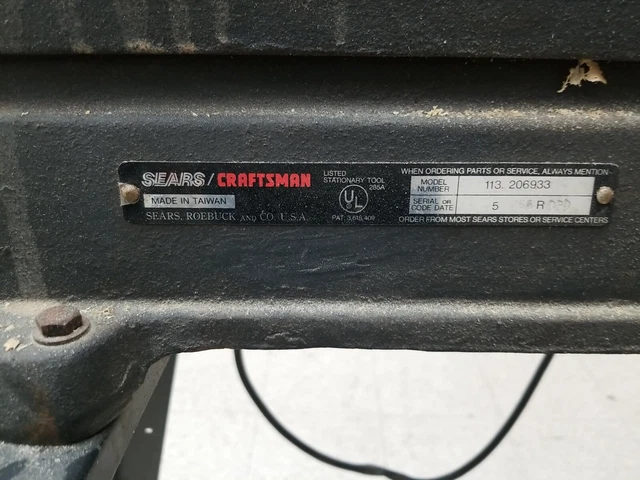 SEARS / CRAFTSMAN
MADE IN TAIWAN
SEARS, ROEBUCK AND CO. U.S.A.
LISTED
STATIONARY TOOL
285A
UL
PAT. 3,615,409
WHEN ORDERING PARTS OR SERVICE, ALWAYS MENTION
MODEL NUMBER 113. 206933
SERIAL OR CODE DATE 5 R
ORDER FROM MOST SEARS STORES OR SERVICE CENTERS